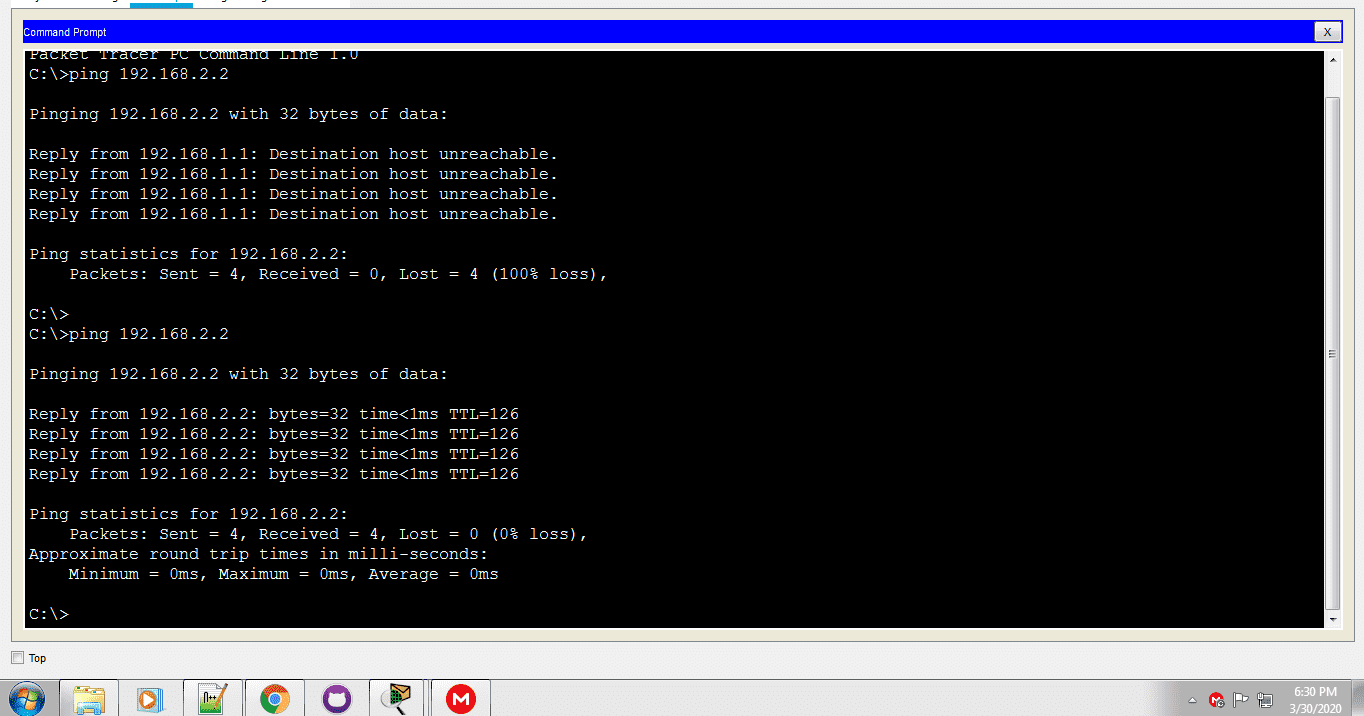 Command Prompt
X
Packet Tracer PC Command Line 1.0
C:\>ping 192.168.2.2
Pinging 192.168.2.2 with 32 bytes of data:
Reply from 192.168.1.1: Destination host unreachable.
Reply from 192.168.1.1: Destination host unreachable.
Reply from 192.168.1.1: Destination host unreachable.
Reply from 192.168.1.1: Destination host unreachable.
Ping statistics for 192.168.2.2:
Packets: Sent = 4, Received = 0, Lost = 4 (100% loss),
C:\>
C:\>ping 192.168.2.2
Pinging 192.168.2.2 with 32 bytes of data:
Reply from 192.168.2.2: bytes=32 time<1ms TTL=126
Reply from 192.168.2.2: bytes=32 time<1ms TTL=126
Reply from 192.168.2.2: bytes=32 time<1ms TTL=126
Reply from 192.168.2.2: bytes=32 time<1ms TTL=126
Ping statistics for 192.168.2.2:
Packets: Sent = 4, Received = 4, Lost = 0 (0% loss),
Approximate round trip times in milli-seconds:
Minimum = 0ms, Maximum = 0ms, Average = 0ms
C:\>
Top
6:30 PM
3/30/2020